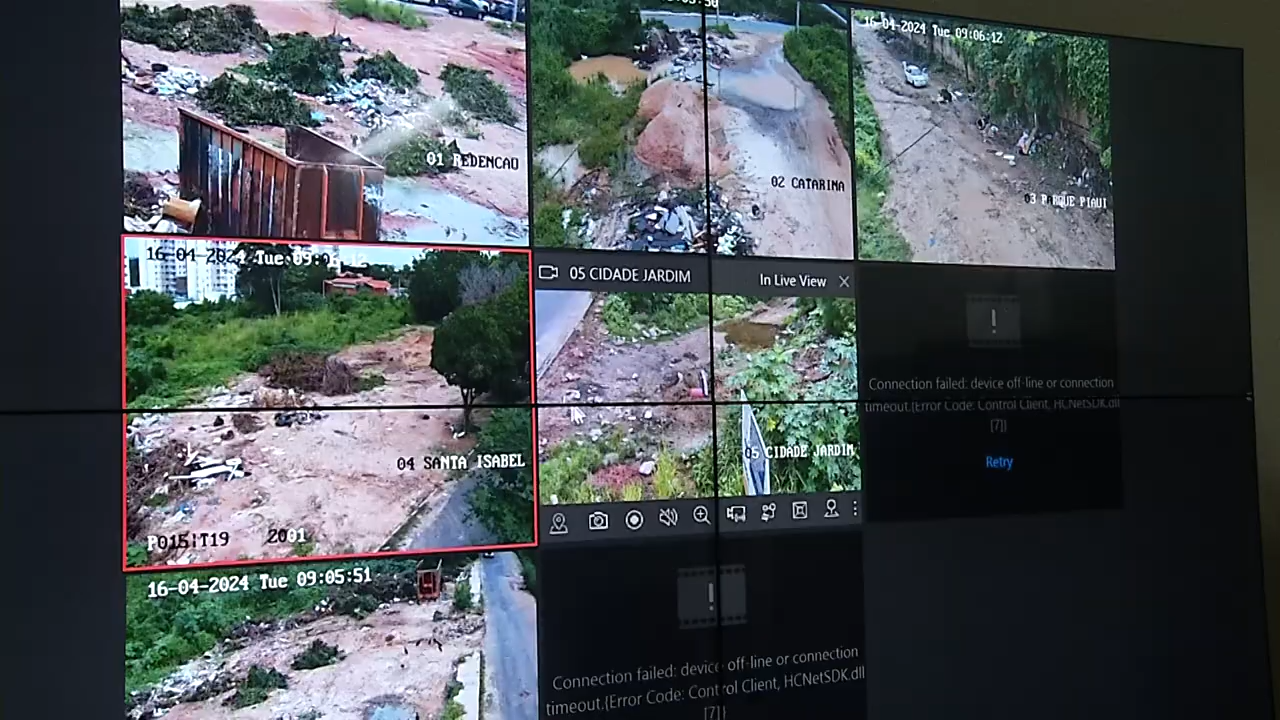 01 REDENCAO
02 CATARINA
16-04-2024 Tue 09:06:12
PIAUI
16-04-2024 Tue
04 SANTA ISABEL
P015|T19 2001
05 CIDADE JARDIM
In Live View
05 CIDADE JARDIM
Connection failed: device off-line or connection
timeout.(Error Code: Control Client, HCNetSDK.dll
[7])
Retry
16-04-2024 Tue 09:05:51
Connection failed: device off-line or connection
timeout.(Error Code: Control Client, HCNetSDK.dll
[7])